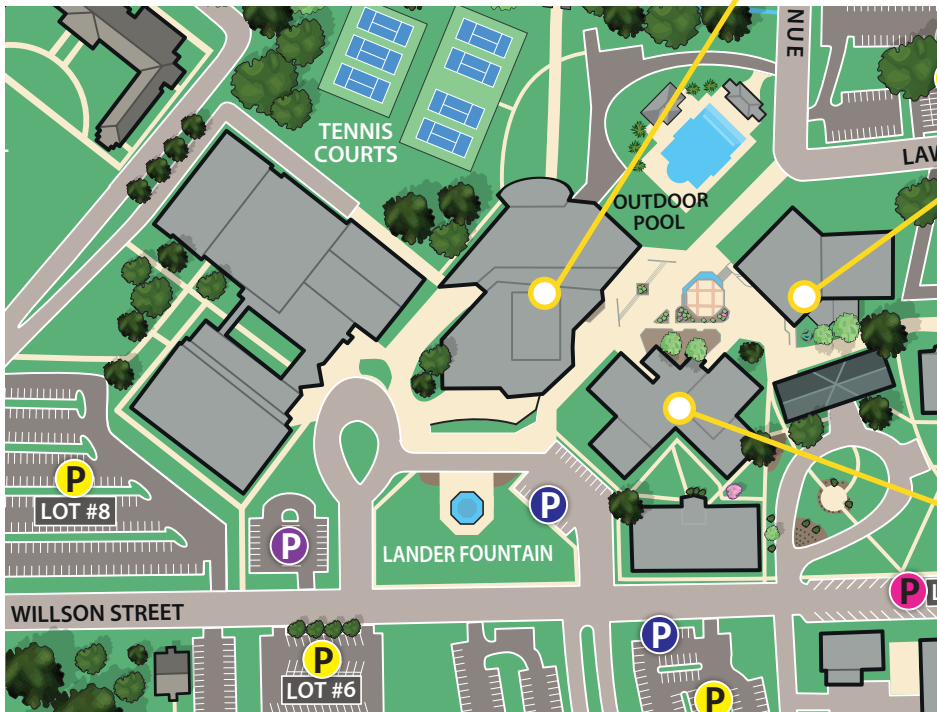 NUE
TENNIS
COURTS
LAV
OUTDOOR
POOL
P
LOT #8
P
P
LANDER FOUNTAIN
P
L
WILLSON STREET
P
P
LOT #6
P